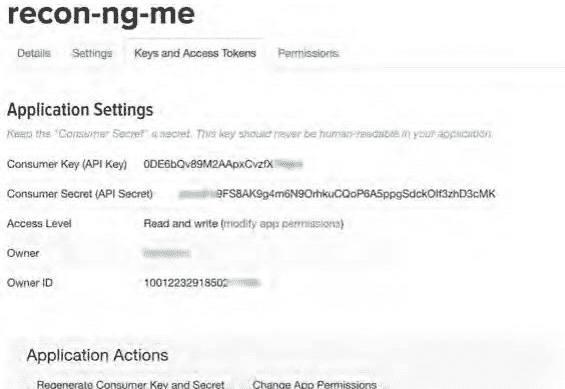 recon-ng-me
Details Settings Keys and Access Tokens Permissions
Application Settings
Keep the "Consumer Secret" a secret. This key should never be human-readable in your application.
Consumer Key (API Key) 0DE6bQv89M2AApxCvzfX
Consumer Secret (API Secret) 9FS8AK9g4m6N9OrhkuCQoP6A5ppgSdckOlf3zhD3cMK
Access Level Read and write (modify app permissions)
Owner
Owner ID 10012232918502
Application Actions
Regenerate Consumer Key and Secret Change App Permissions